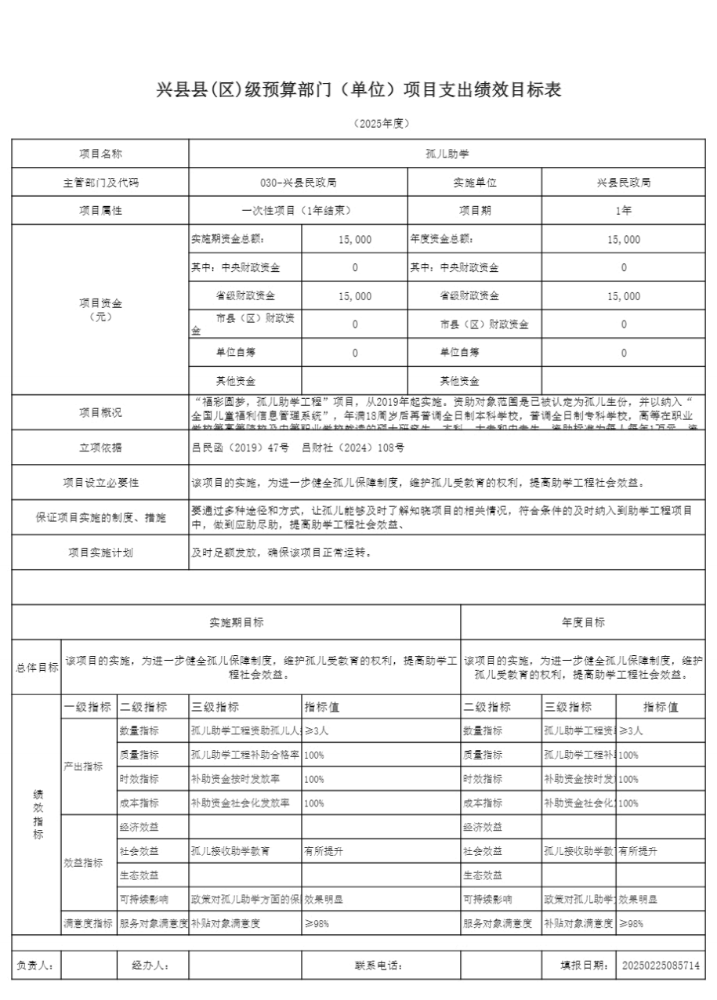 兴县县(区)级预算部门（单位）项目支出绩效目标表
（2025年度）
项目名称 孤儿助学
主管部门及代码 030-兴县民政局 实施单位 兴县民政局
项目属性 一次性项目（1年结束） 项目期 1年
项目资金
（元）
实施期资金总额： 15,000 年度资金总额： 15,000
其中：中央财政资金 0 其中：中央财政资金 0
省级财政资金 15,000 省级财政资金 15,000
市县（区）财政资
金 0 市县（区）财政资金 0
单位自筹 0 单位自筹 0
其他资金 其他资金
项目概况
“福彩圆梦，孤儿助学工程”项目，从2019年起实施。资助对象范围是已被认定为孤儿生份，并以纳入“
全国儿童福利信息管理系统”，年满18周岁后再普调全日制本科学校，普调全日制专科学校，高等在职业
立项依据 吕民函（2019）47号 吕财社（2024）108号
项目设立必要性 该项目的实施，为进一步健全孤儿保障制度，维护孤儿受教育的权利，提高助学工程社会效益。
保证项目实施的制度、措施
要通过多种途径和方式，让孤儿能够及时了解知晓项目的相关情况，符合条件的及时纳入到助学工程项目
中，做到应助尽助，提高助学工程社会效益、
项目实施计划 及时足额发放，确保该项目正常运转。
实施期目标 年度目标
总体目标
该项目的实施，为进一步健全孤儿保障制度，维护孤儿受教育的权利，提高助学工
程社会效益。
该项目的实施，为进一步健全孤儿保障制度，维护
孤儿受教育的权利，提高助学工程社会效益。
绩效指标
一级指标 二级指标 三级指标 指标值 二级指标 三级指标 指标值
产出指标
数量指标 孤儿助学工程资助孤儿人 ≥3人 数量指标 孤儿助学工程资 ≥3人
质量指标 孤儿助学工程补助合格率 100% 质量指标 孤儿助学工程补 100%
时效指标 补助资金按时发放率 100% 时效指标 补助资金按时发 100%
成本指标 补助资金社会化发放率 100% 成本指标 补助资金社会化 100%
效益指标
经济效益 经济效益
社会效益 孤儿接收助学教育 有所提升 社会效益 孤儿接收助学教 有所提升
生态效益 生态效益
可持续影响 政策对孤儿助学方面的保 效果明显 可持续影响 政策对孤儿助学 效果明显
满意度指标 服务对象满意度 补贴对象满意度 ≥98% 服务对象满意度 补贴对象满意度 ≥98%
负责人： 经办人： 联系电话： 填报日期： 20250225085714